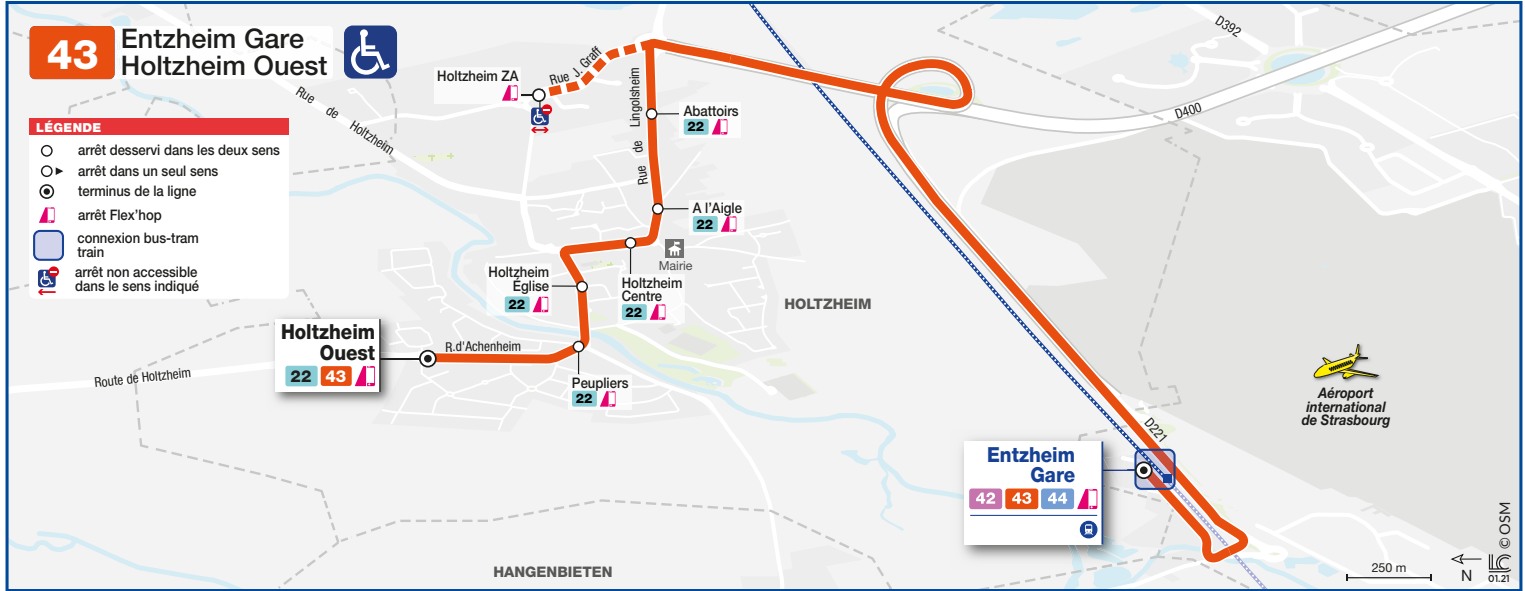 43
Entzheim Gare
Holtzheim Ouest
LÉGENDE
arrêt desservi dans les deux sens
arrêt dans un seul sens
terminus de la ligne
arrêt Flex'hop
connexion bus-tram
train
arrêt non accessible
dans le sens indiqué
Rue de Holtzheim
Holtzheim ZA
Rue J. Graff
Rue de Lingolsheim
Abattoirs
22
A l'Aigle
22
Mairie
Holtzheim
Centre
22
Holtzheim
Église
22
Holtzheim
Ouest
22 43
R.d'Achenheim
Peupliers
22
Route de Holtzheim
HOLTZHEIM
HANGENBIETEN
D392
D400
D221
Aéroport
international
de Strasbourg
Entzheim
Gare
42 43 44
250 m
N
LC
01.21
© OSM